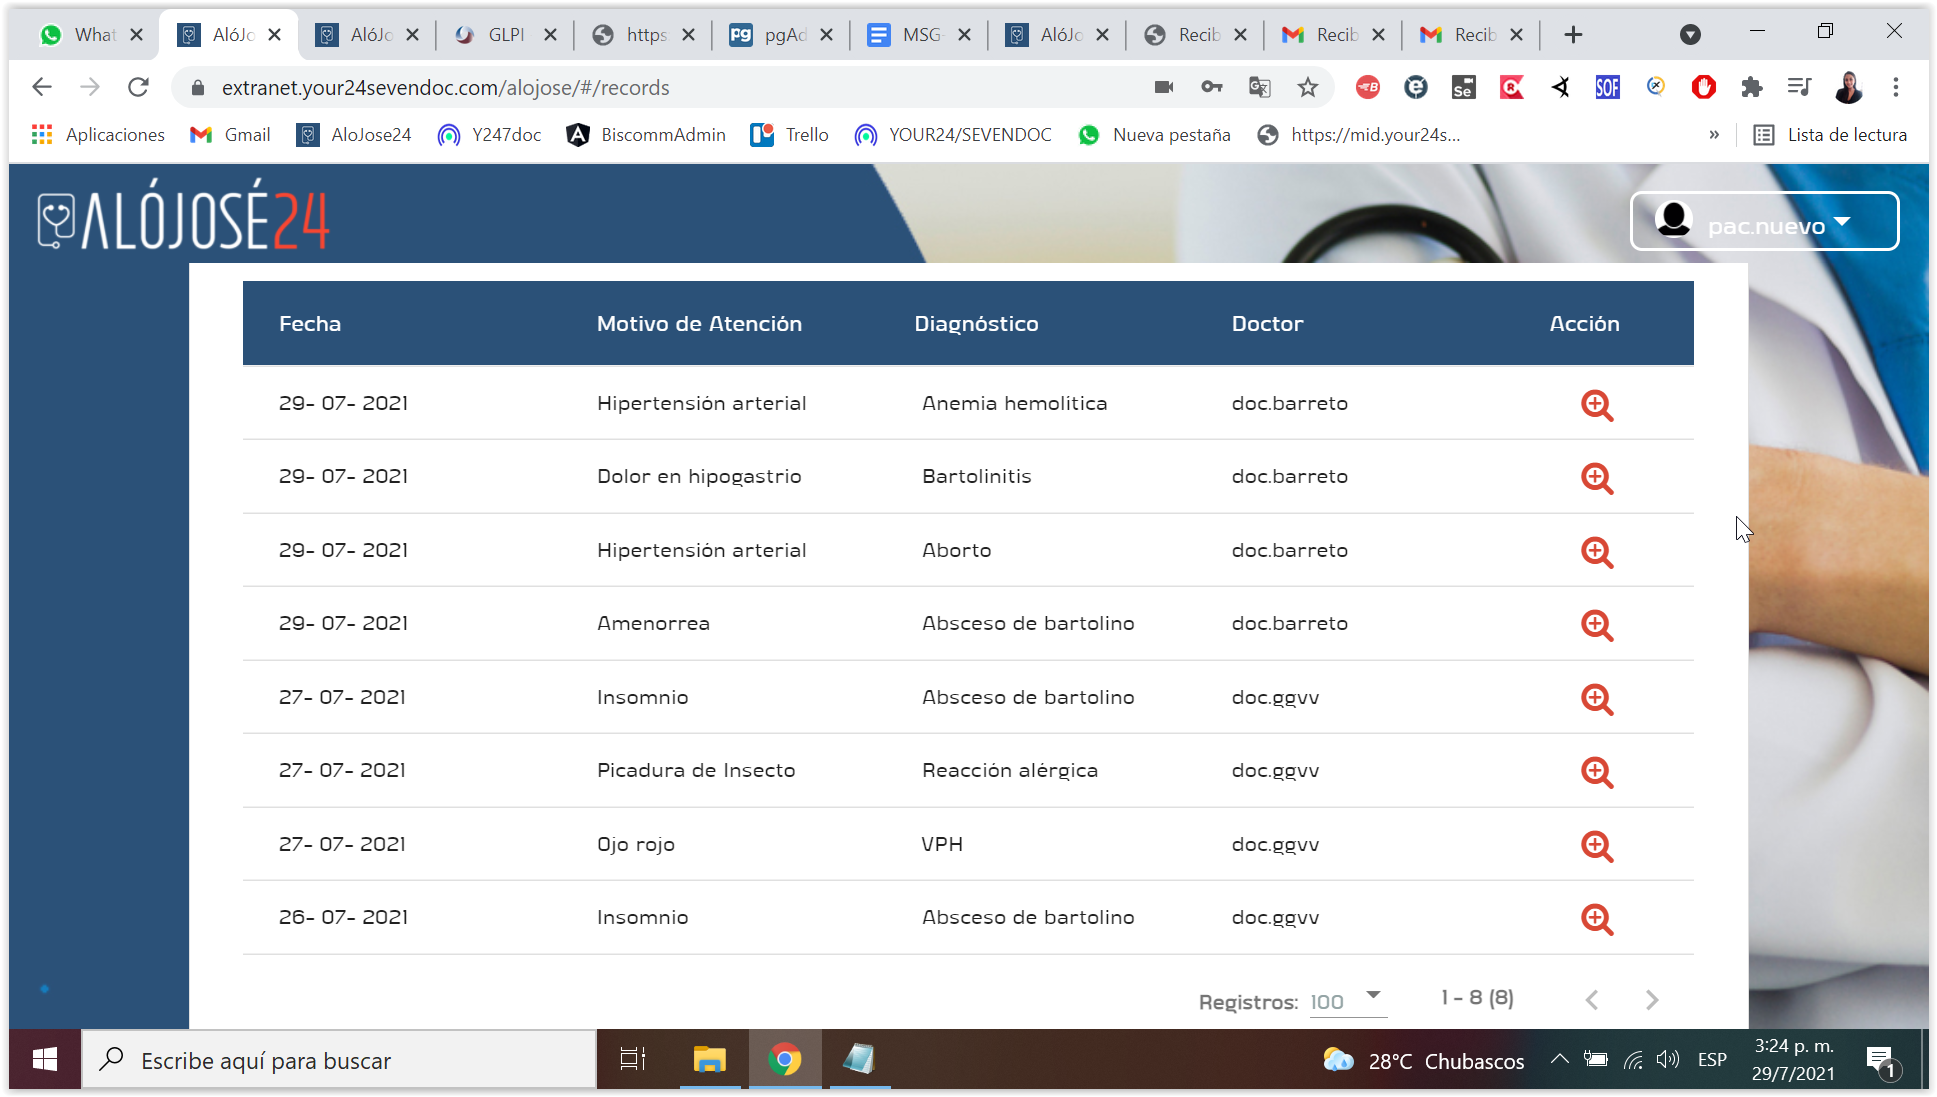 What AlóJo AlóJo GLPI https pgAd MSG- AlóJo Recib Recib Recib
extranet.your24sevendoc.com/alojose/#/records
Aplicaciones Gmail AloJose24 Y247doc BiscommAdmin Trello YOUR24/SEVENDOC Nueva pestaña https://mid.your24s... » Lista de lectura
ALÓJOSÉ24
pac.nuevo
Fecha Motivo de Atención Diagnóstico Doctor Acción
29- 07- 2021 Hipertensión arterial Anemia hemolítica doc.barreto
29- 07- 2021 Dolor en hipogastrio Bartolinitis doc.barreto
29- 07- 2021 Hipertensión arterial Aborto doc.barreto
29- 07- 2021 Amenorrea Absceso de bartolino doc.barreto
27- 07- 2021 Insomnio Absceso de bartolino doc.ggvv
27- 07- 2021 Picadura de Insecto Reacción alérgica doc.ggvv
27- 07- 2021 Ojo rojo VPH doc.ggvv
26- 07- 2021 Insomnio Absceso de bartolino doc.ggvv
Registros: 100 1 - 8 (8)
Escribe aquí para buscar
28°C Chubascos ESP
3:24 p. m.
29/7/2021
1